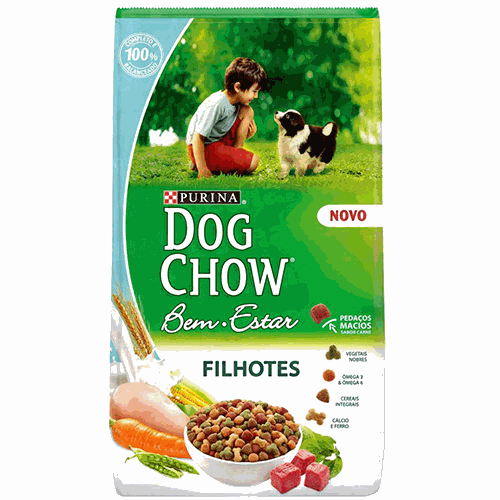 COMPLETO E
100%
BALANCEADO
PURINA
NOVO
DOG
CHOW
Bem·Estar
PEDAÇOS
MACIOS
SABOR CARNE
FILHOTES
VEGETAIS
NOBRES
ÔMEGA 3
& ÔMEGA 6
CEREAIS
INTEGRAIS
CÁLCIO
E FERRO